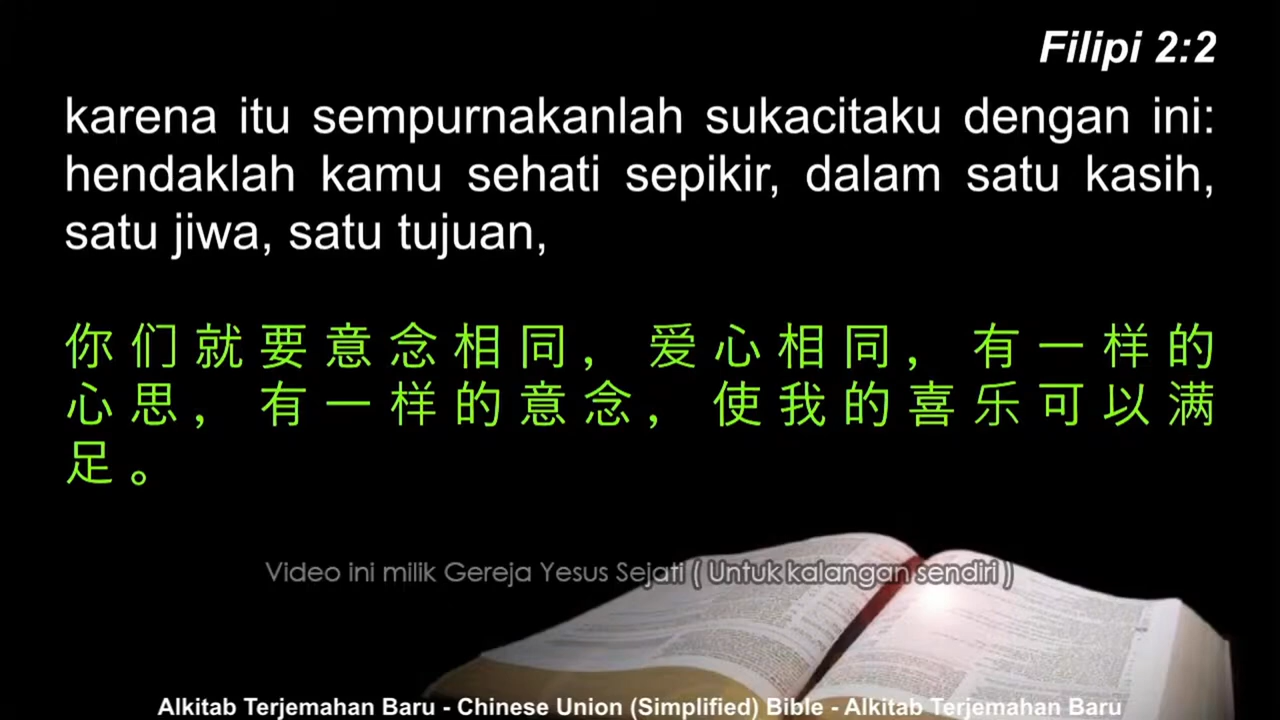 Filipi 2:2
karena itu sempurnakanlah sukacitaku dengan ini:
hendaklah kamu sehati sepikir, dalam satu kasih,
satu jiwa, satu tujuan,
你们就要意念相同，爱心相同，有一样的
心思，有一样的意念，使我的喜乐可以满
足。
Video ini milik Gereja Yesus Sejati ( Untuk kalangan sendiri )
Alkitab Terjemahan Baru - Chinese Union (Simplified) Bible - Alkitab Terjemahan Baru